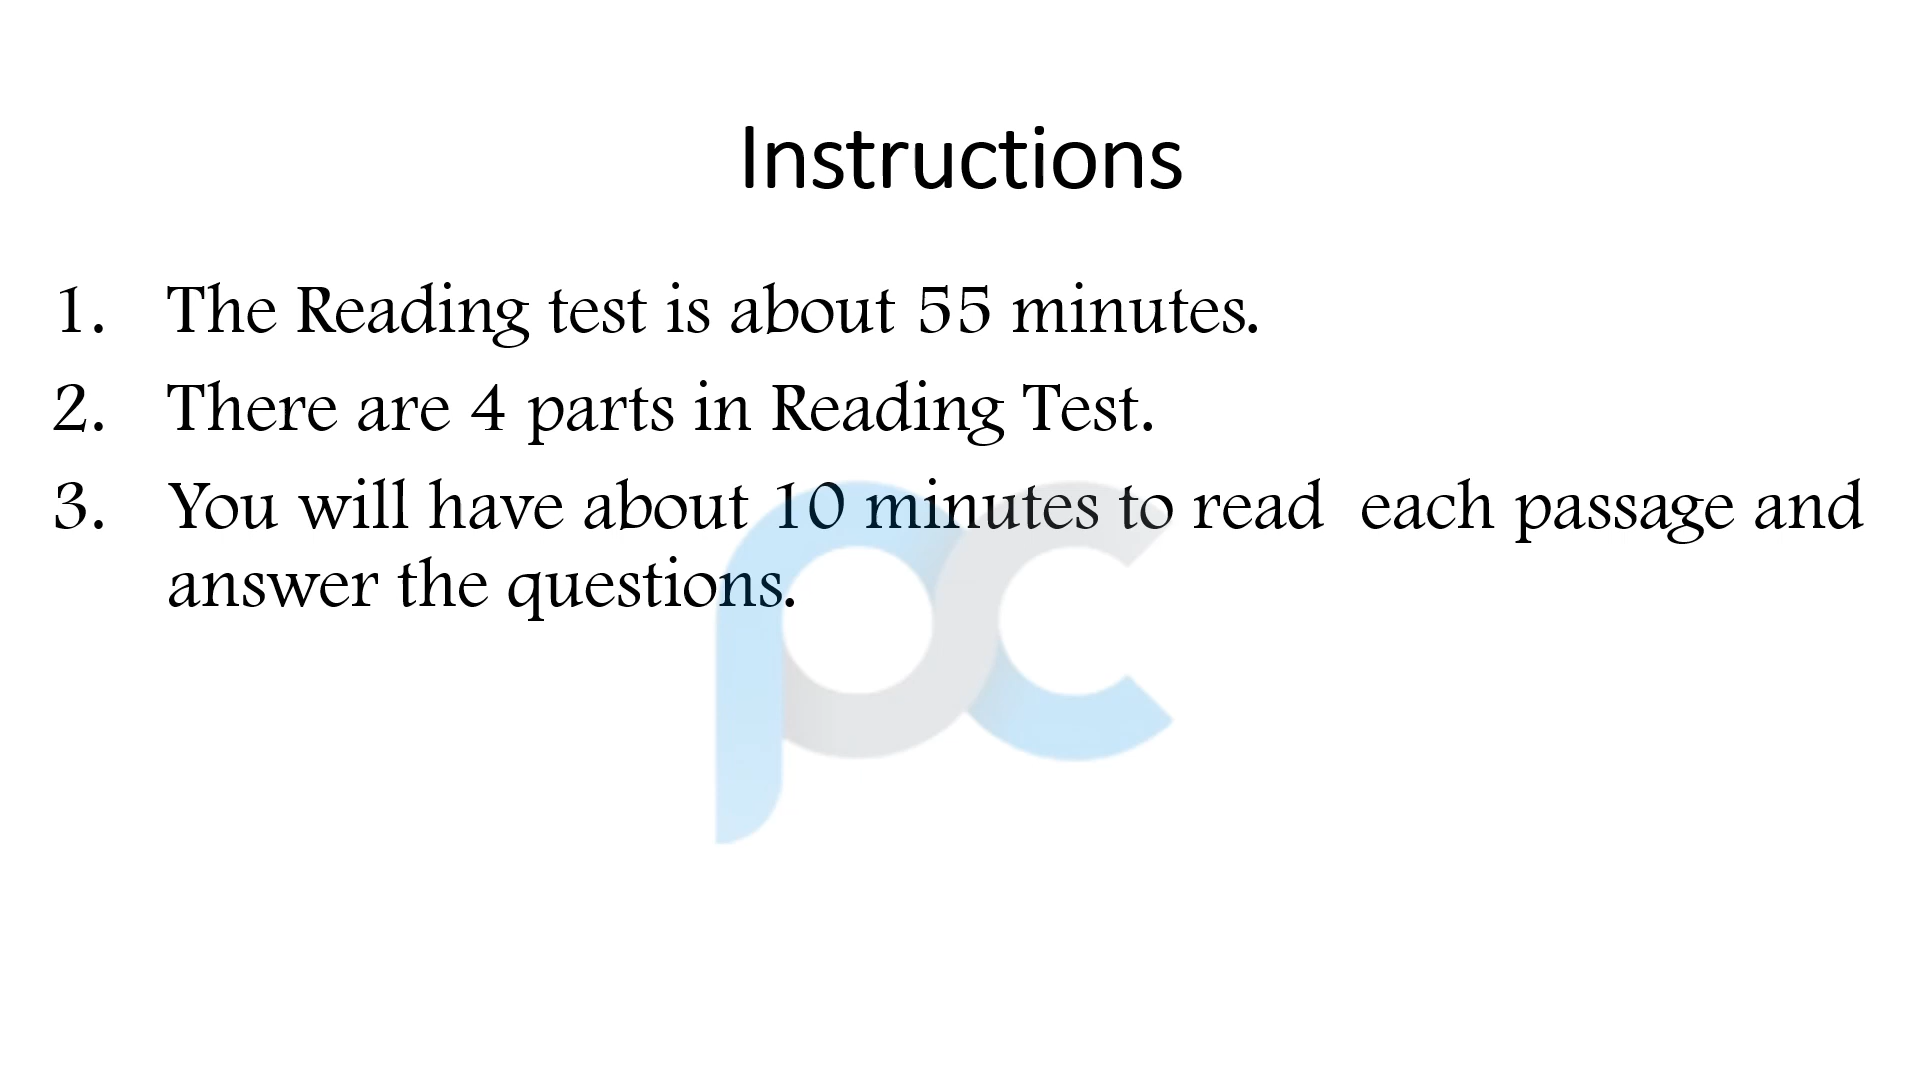 Instructions
1. The Reading test is about 55 minutes.
2. There are 4 parts in Reading Test.
3. You will have about 10 minutes to read  each passage and
answer the questions.
pc